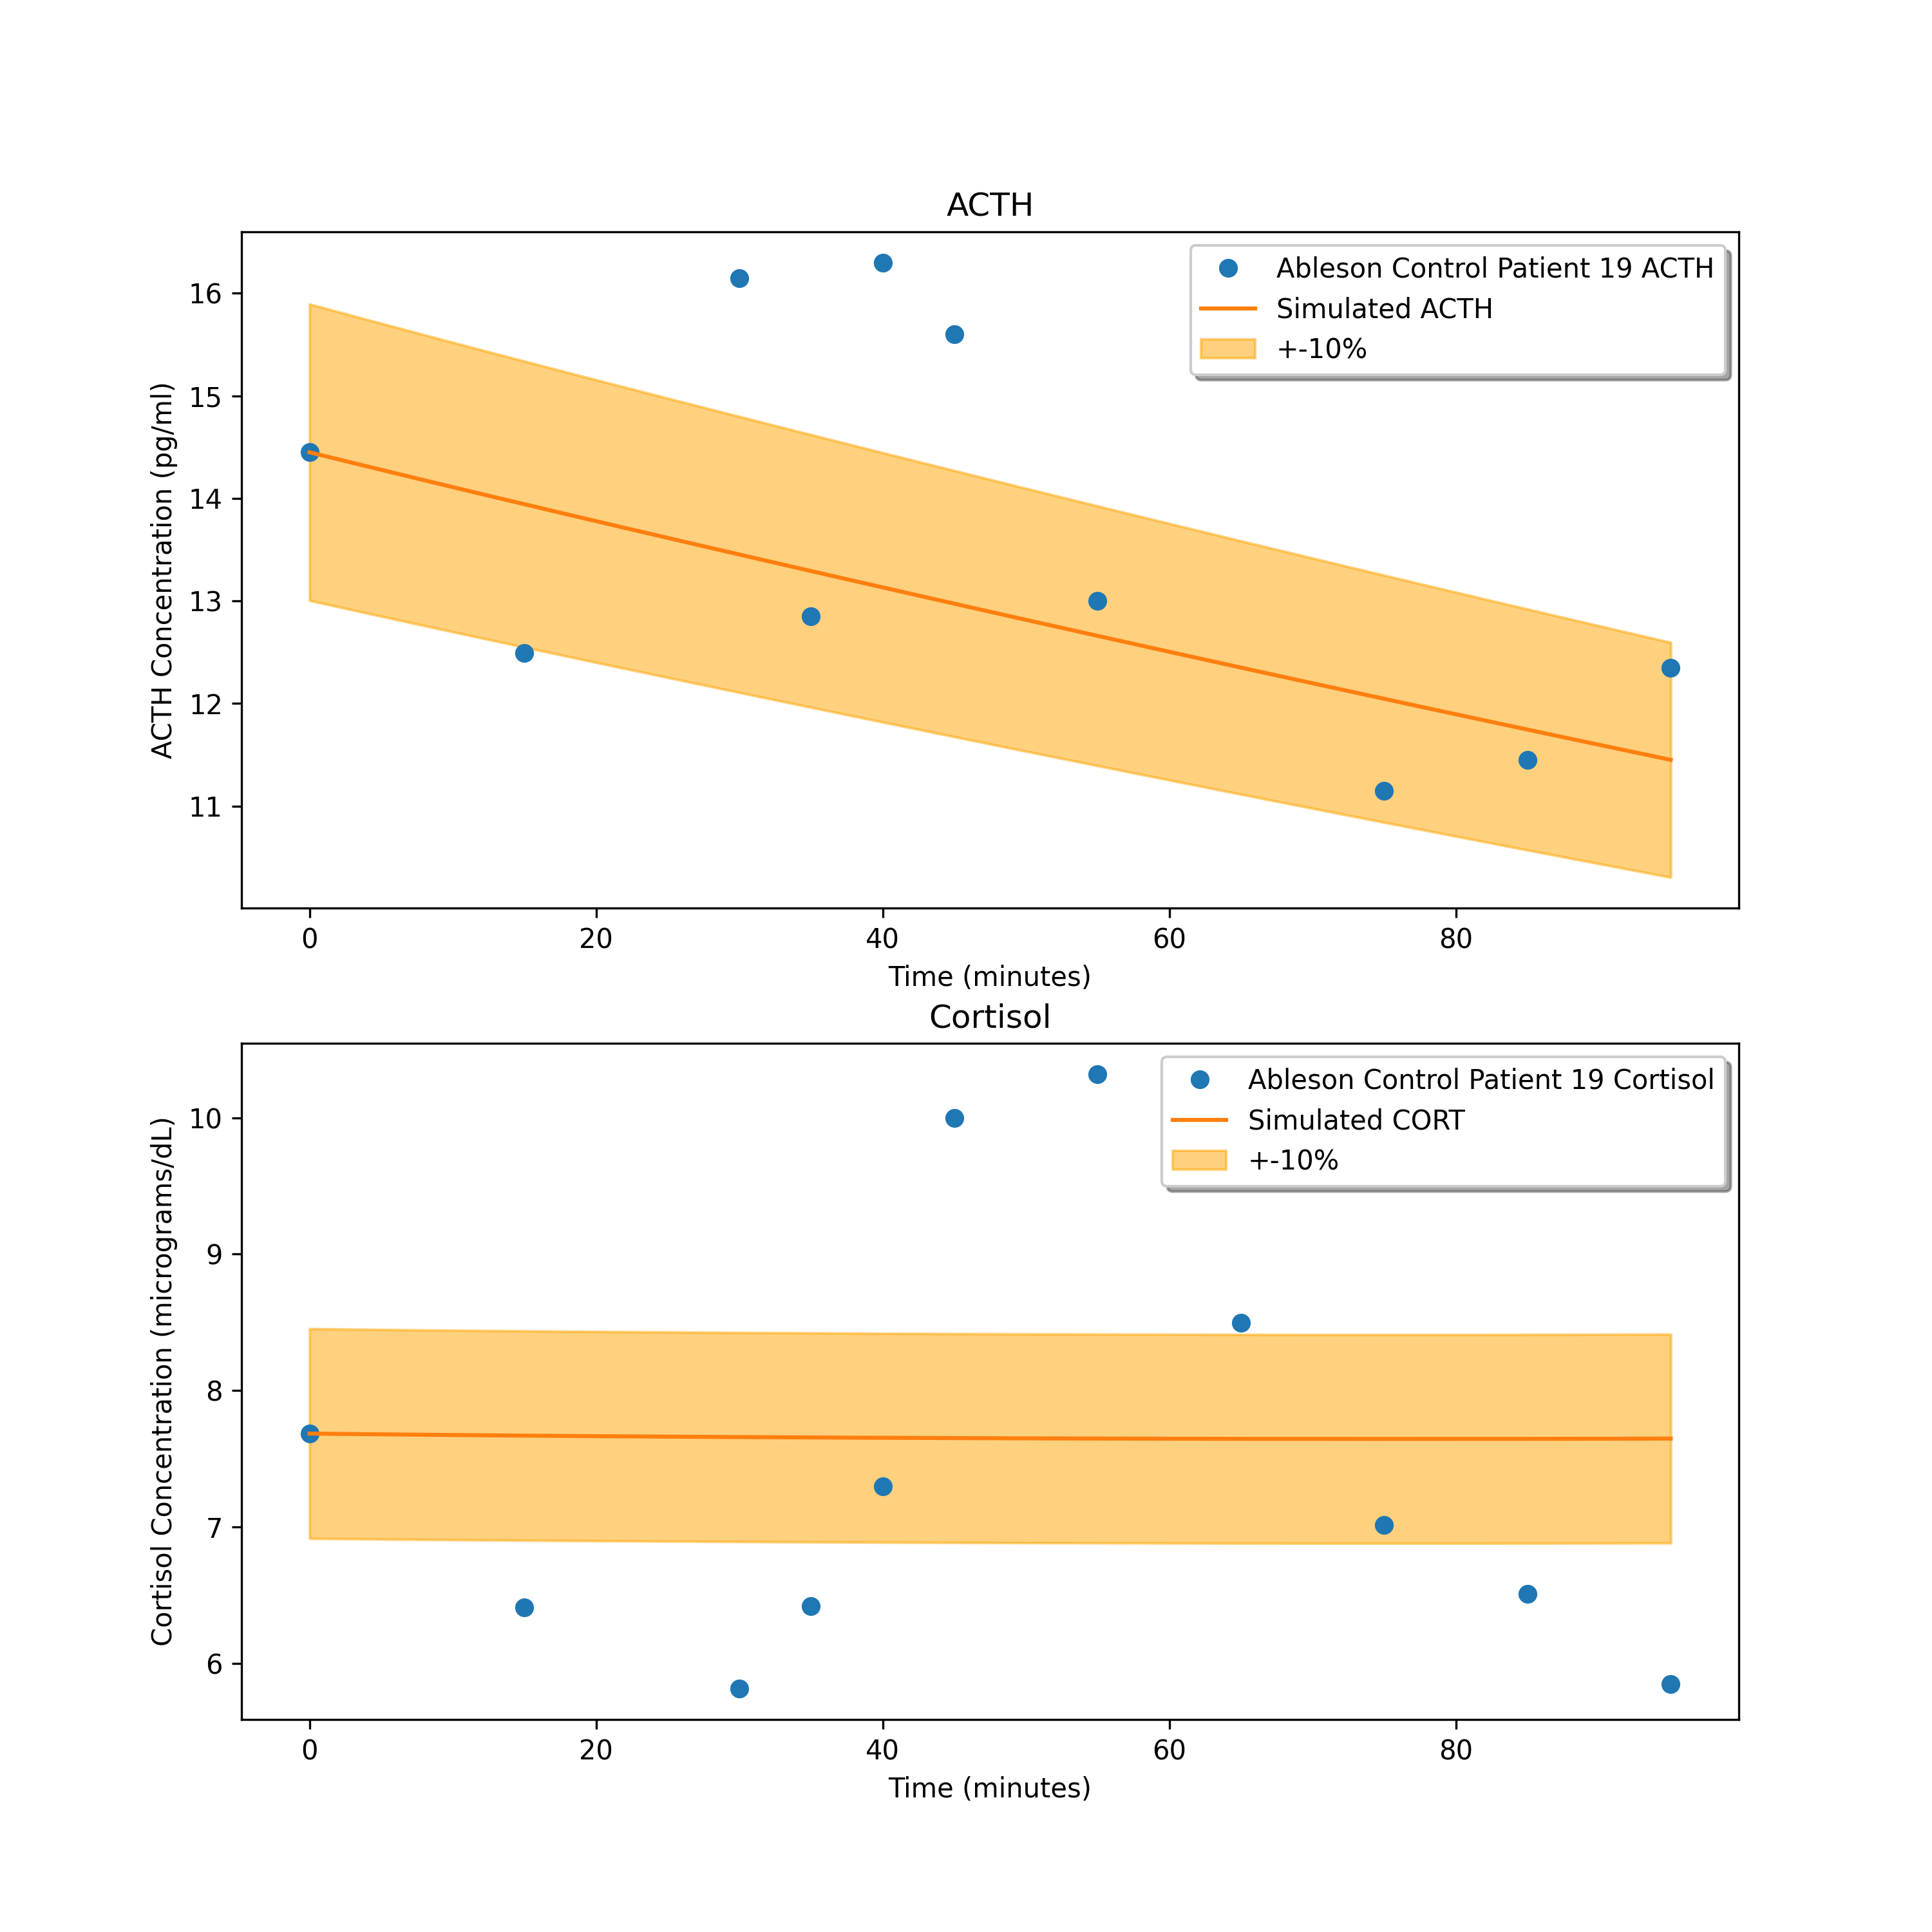 ACTH
Ableson Control Patient 19 ACTH
Simulated ACTH
+-10%
ACTH Concentration (pg/ml)
16
15
14
13
12
11
0 20 40 60 80
Time (minutes)
Cortisol
Ableson Control Patient 19 Cortisol
Simulated CORT
+-10%
Cortisol Concentration (micrograms/dL)
10
9
8
7
6
0 20 40 60 80
Time (minutes)